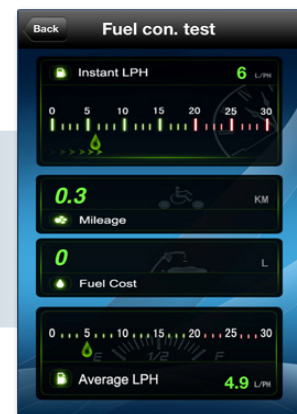 Back Fuel con. test
Instant LPH 6 L/PH
0 5 10 15 20 25 30
0.3 KM
Mileage
0 L
Fuel Cost
0 5 10 15 20 25 30
E 1/2 F
Average LPH 4.9 L/PH